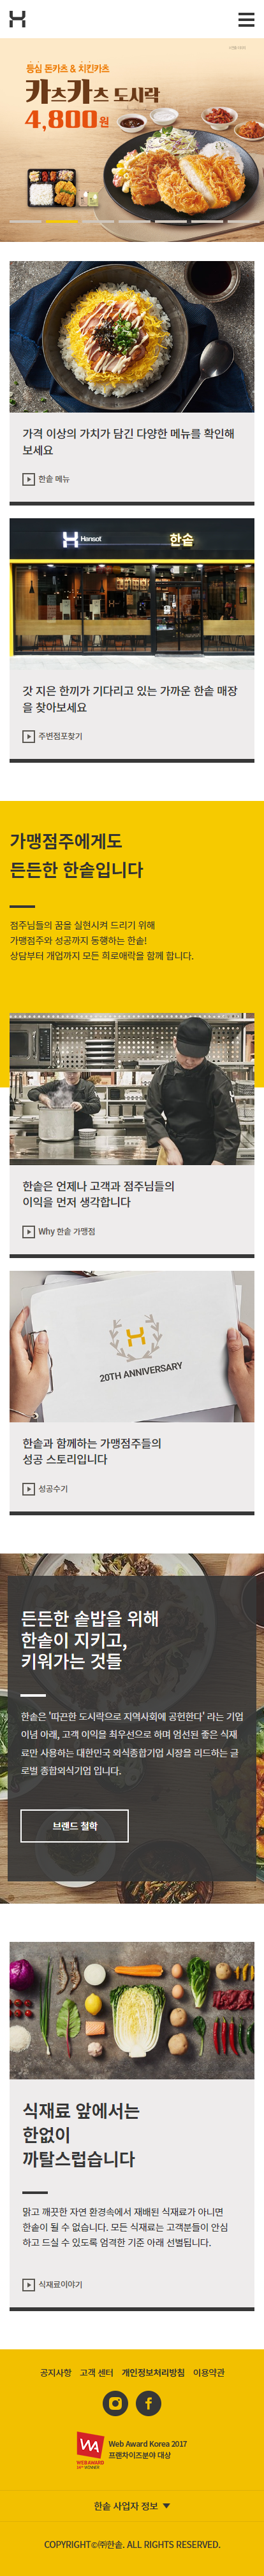 등심 돈카츠 & 치킨카츠
카츠카츠 도시락
4,800원
가격 이상의 가치가 담긴 다양한 메뉴를 확인해
보세요
한솥 메뉴
Hansot
한솥
갓 지은 한끼가 기다리고 있는 가까운 한솥 매장
을 찾아보세요
주변점포찾기
가맹점주에게도
든든한 한솥입니다
점주님들의 꿈을 실현시켜 드리기 위해
가맹점주와 성공까지 동행하는 한솥!
상담부터 개업까지 모든 희로애락을 함께 합니다.
한솥은 언제나 고객과 점주님들의
이익을 먼저 생각합니다
Why 한솥 가맹점
20TH ANNIVERSARY
한솥과 함께하는 가맹점주들의
성공 스토리입니다
성공수기
든든한 솥밥을 위해
한솥이 지키고,
키워가는 것들
한솥은 '따끈한 도시락으로 지역사회에 공헌한다' 라는 기업
이념 아래, 고객 이익을 최우선으로 하며 엄선된 좋은 식재
료만 사용하는 대한민국 외식종합기업 시장을 리드하는 글
로벌 종합외식기업 입니다.
브랜드 철학
식재료 앞에서는
한없이
까탈스럽습니다
맑고 깨끗한 자연 환경속에서 재배된 식재료가 아니면
한솥이 될 수 없습니다. 모든 식재료는 고객분들이 안심
하고 드실 수 있도록 엄격한 기준 아래 선별됩니다.
식재료이야기
공지사항 고객 센터 개인정보처리방침 이용약관
WA
WEB AWARD
WINNER
Web Award Korea 2017
프랜차이즈분야 대상
한솥 사업자 정보
COPYRIGHT©㈜한솥. ALL RIGHTS RESERVED.